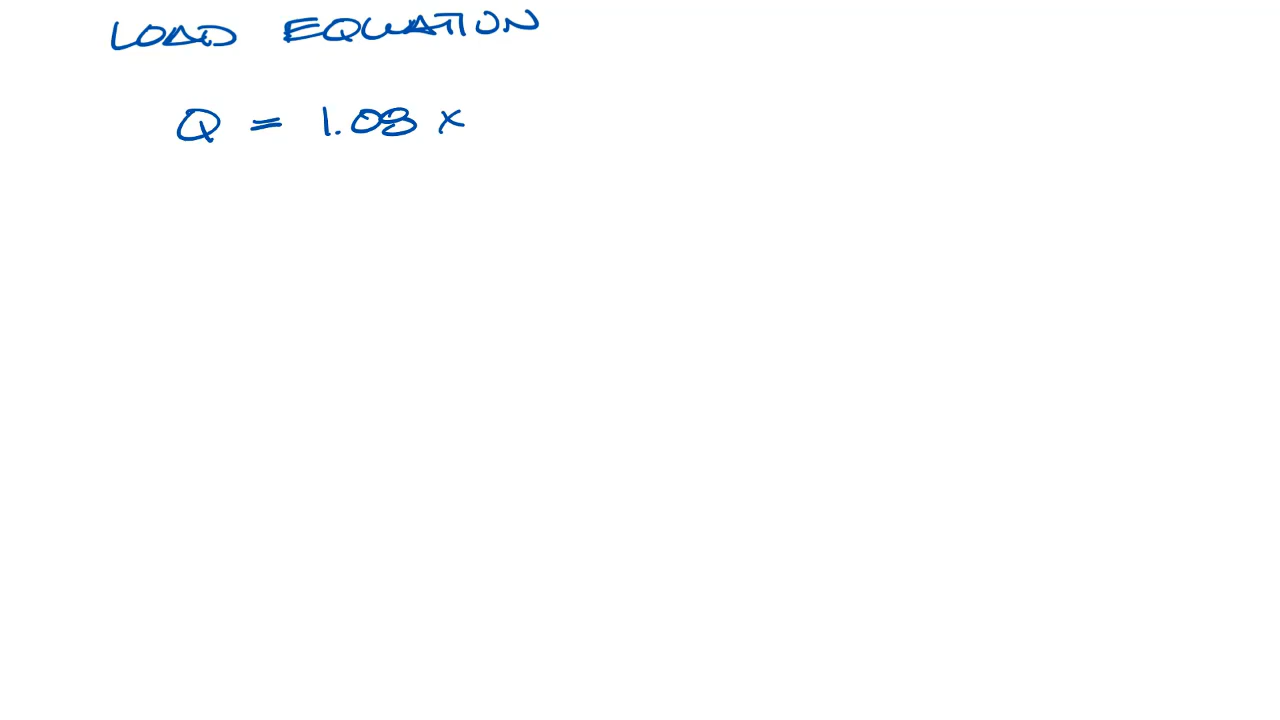 LOAD EQUATION
Q = 1.08 x